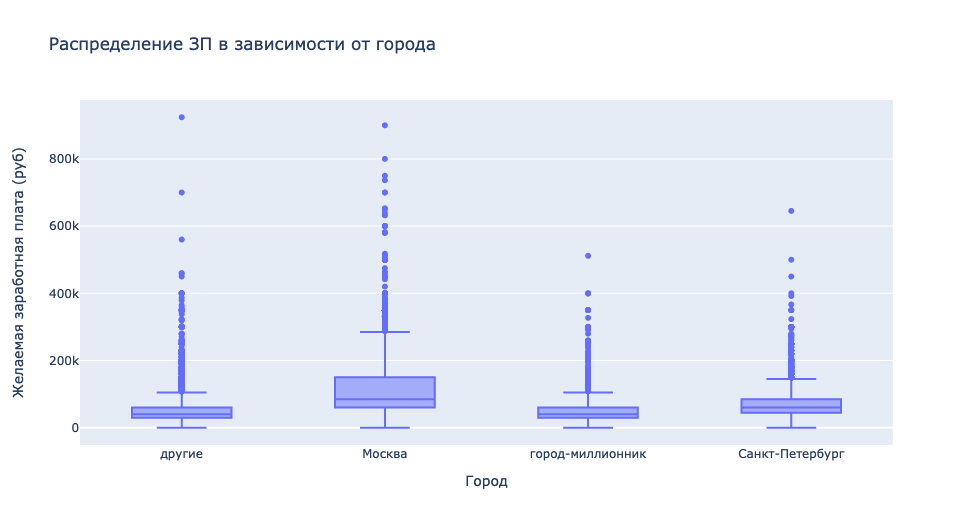 Распределение ЗП в зависимости от города
Желаемая заработная плата (руб)
800k
600k
400k
200k
0
другие
Москва
город-миллионник
Санкт-Петербург
Город